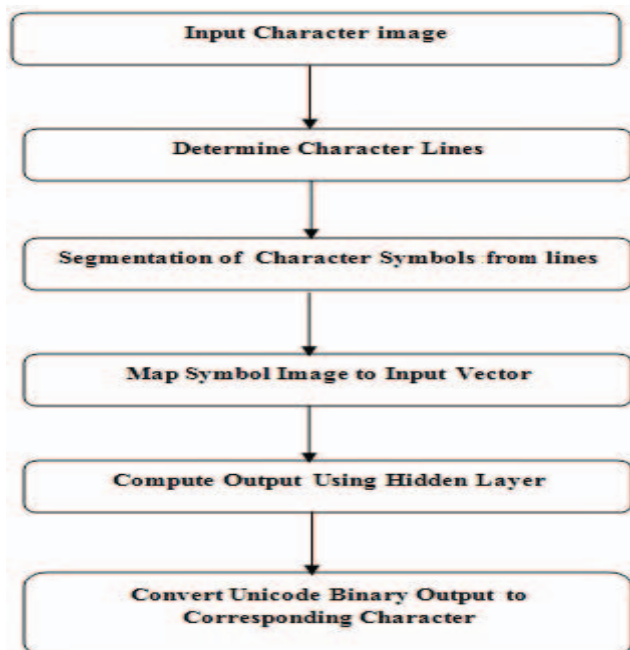 Input Character image
Determine Character Lines
Segmentation of Character Symbols from lines
Map Symbol Image to Input Vector
Compute Output Using Hidden Layer
Convert Unicode Binary Output to
Corresponding Character